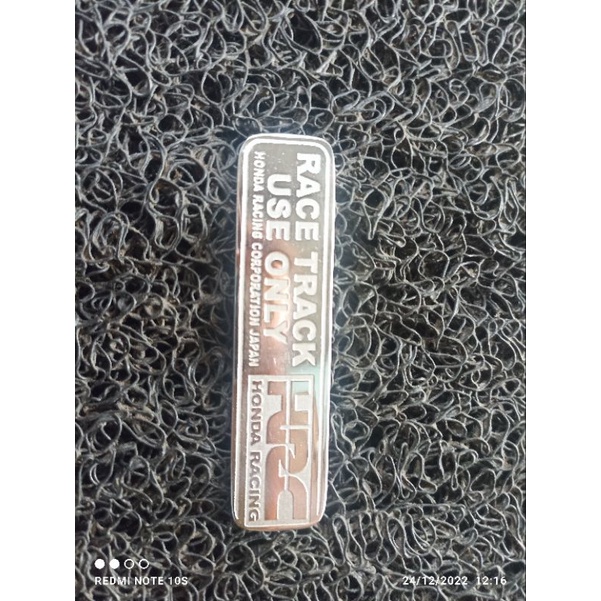 RACE TRACK
USE ONLY
HONDA RACING CORPORATION JAPAN
HRC
HONDA RACING
REDMI NOTE 10S
24/12/2022 12:16